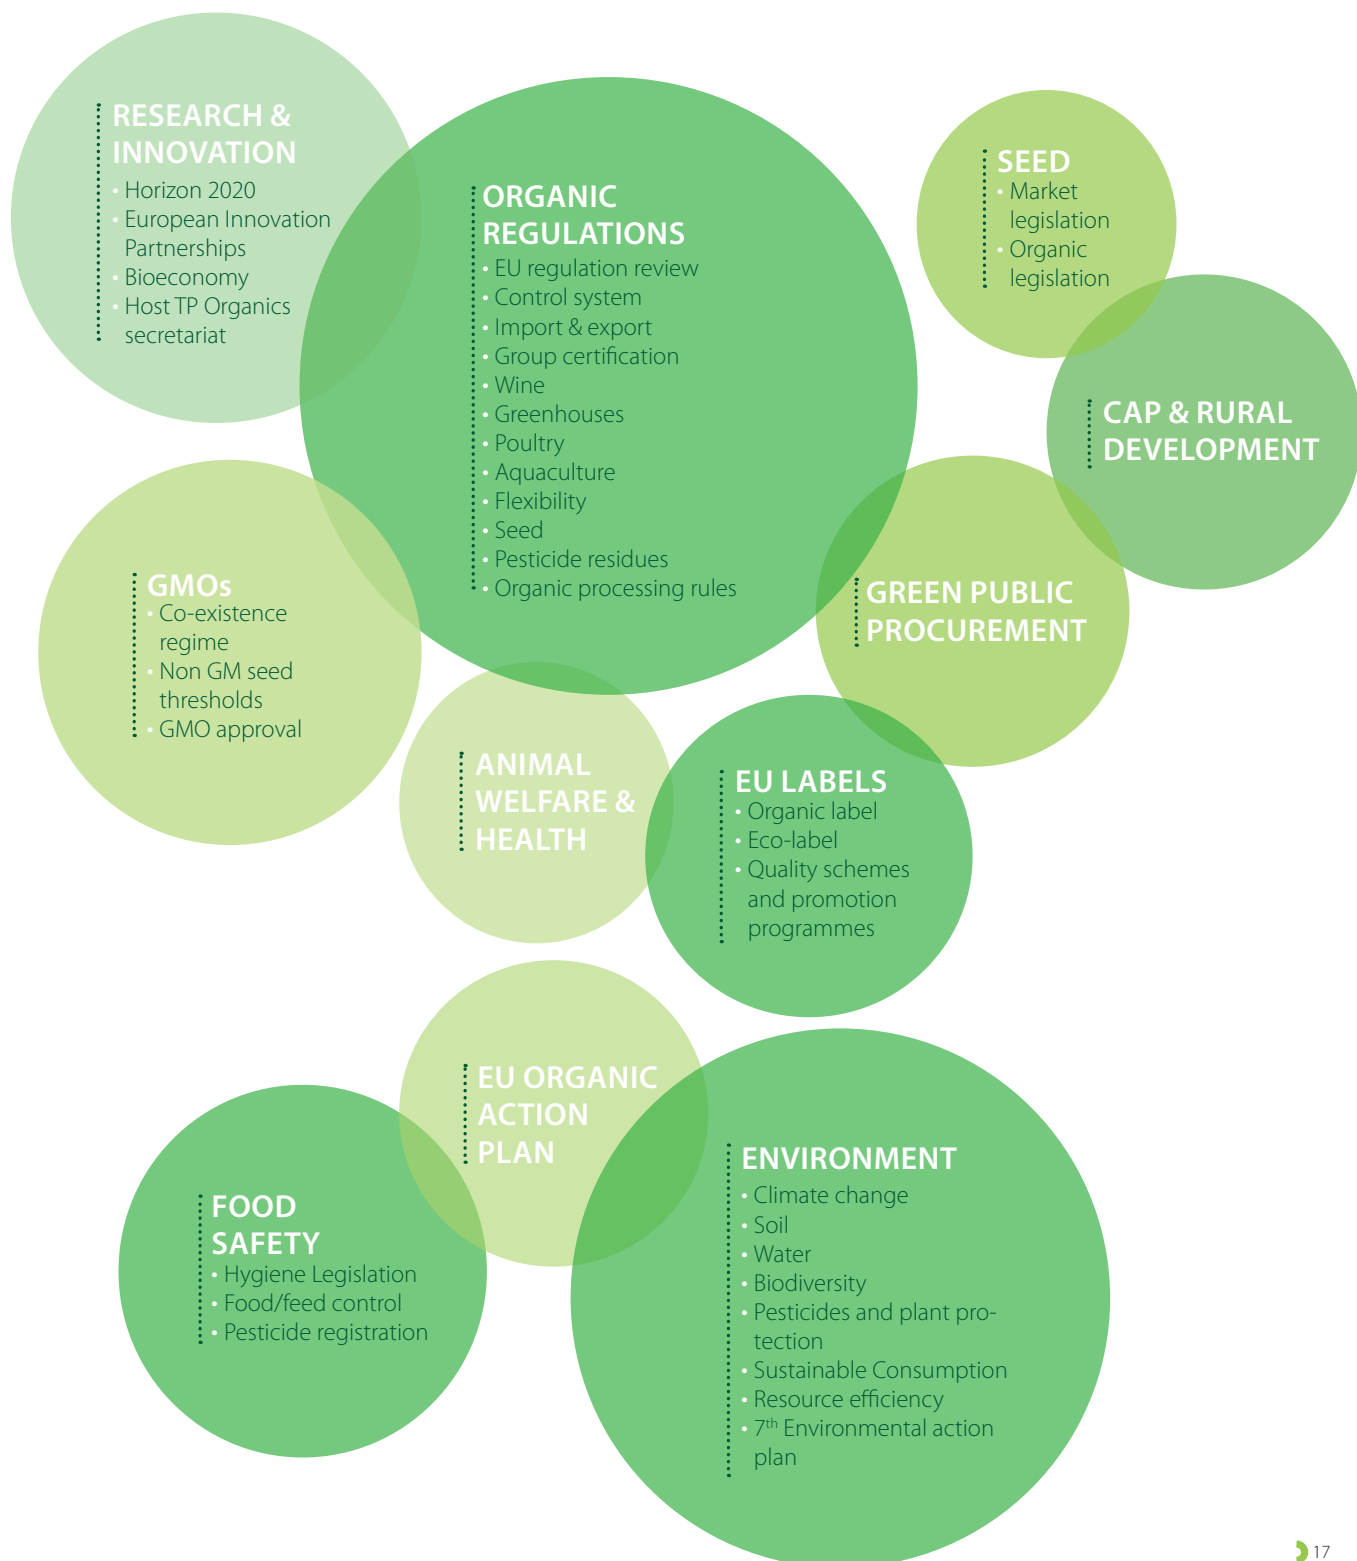 RESEARCH &
INNOVATION
• Horizon 2020
• European Innovation
Partnerships
• Bioeconomy
• Host TP Organics
secretariat
ORGANIC
REGULATIONS
• EU regulation review
• Control system
• Import & export
• Group certification
• Wine
• Greenhouses
• Poultry
• Aquaculture
• Flexibility
• Seed
• Pesticide residues
• Organic processing rules
SEED
• Market
legislation
• Organic
legislation
CAP & RURAL
DEVELOPMENT
GMOs
• Co-existence
regime
• Non GM seed
thresholds
• GMO approval
GREEN PUBLIC
PROCUREMENT
ANIMAL
WELFARE &
HEALTH
EU LABELS
• Organic label
• Eco-label
• Quality schemes
and promotion
programmes
EU ORGANIC
ACTION
PLAN
FOOD
SAFETY
• Hygiene Legislation
• Food/feed control
• Pesticide registration
ENVIRONMENT
• Climate change
• Soil
• Water
• Biodiversity
• Pesticides and plant pro-
tection
• Sustainable Consumption
• Resource efficiency
• 7th Environmental action
plan
17